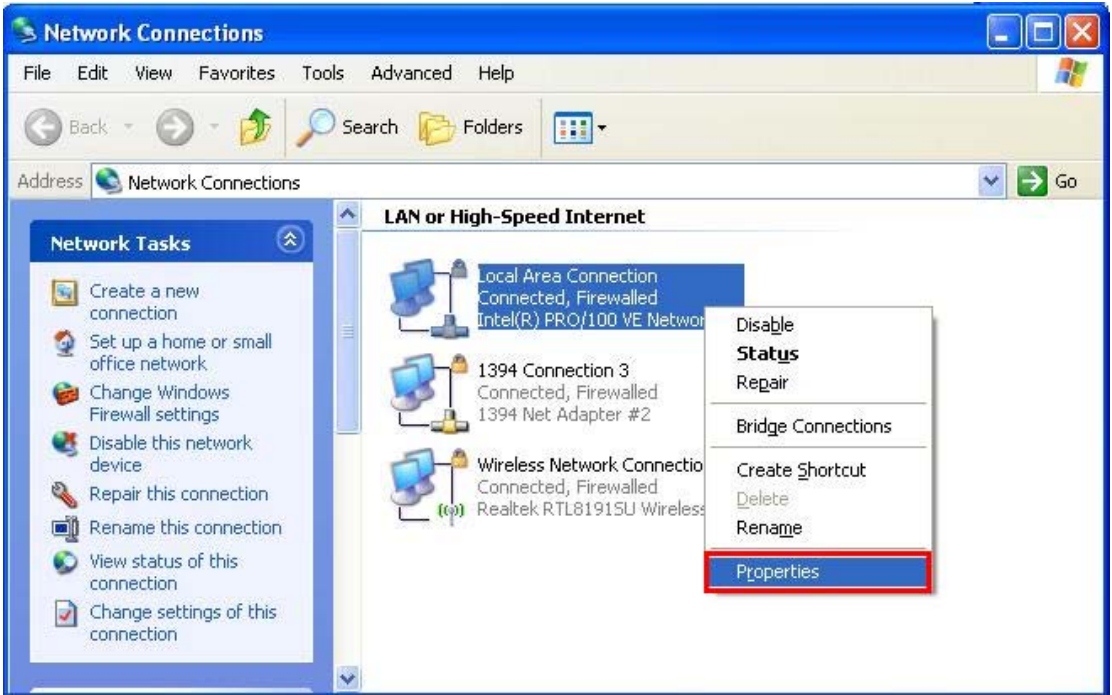 Network Connections
File Edit View Favorites Tools Advanced Help
Back Search Folders
Address Network Connections Go
Network Tasks
Create a new
connection
Set up a home or small
office network
Change Windows
Firewall settings
Disable this network
device
Repair this connection
Rename this connection
View status of this
connection
Change settings of this
connection
LAN or High-Speed Internet
Local Area Connection
Connected, Firewalled
Intel(R) PRO/100 VE Networ
1394 Connection 3
Connected, Firewalled
1394 Net Adapter #2
Wireless Network Connectio
Connected, Firewalled
Realtek RTL8191SU Wireless
Disable
Status
Repair
Bridge Connections
Create Shortcut
Delete
Rename
Properties